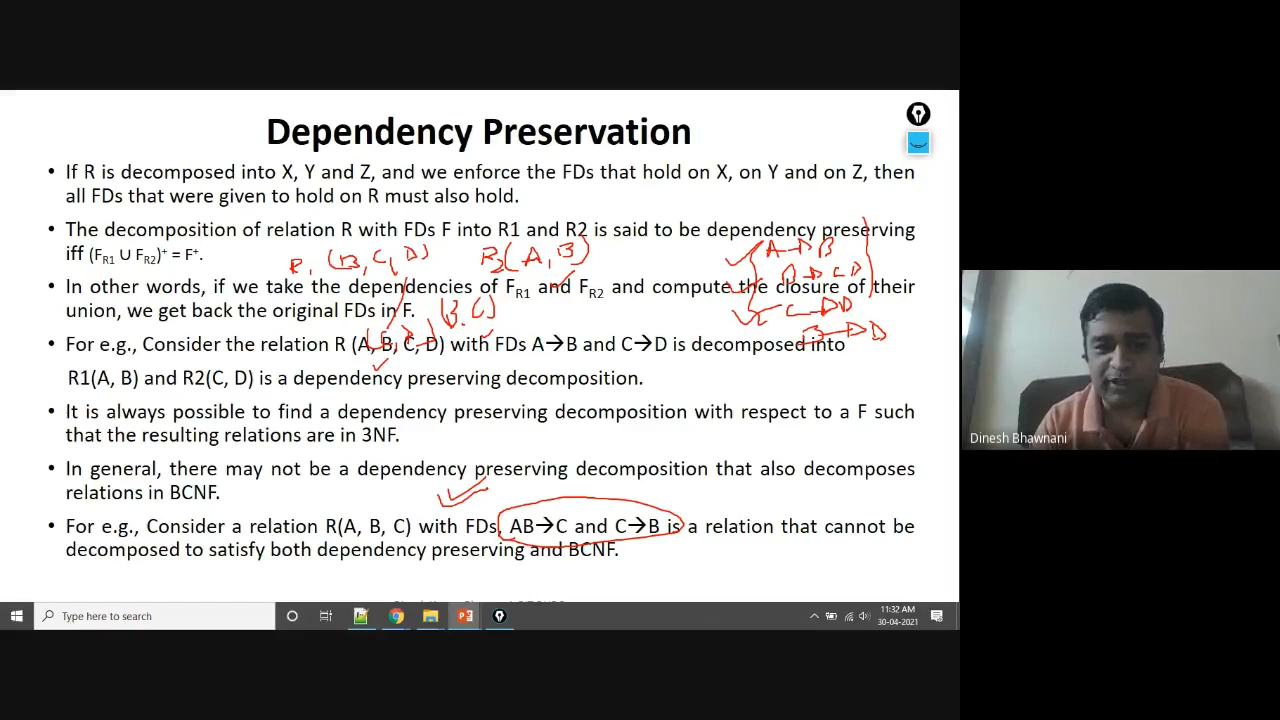 Dependency Preservation
• If R is decomposed into X, Y and Z, and we enforce the FDs that hold on X, on Y and on Z, then
all FDs that were given to hold on R must also hold.
• The decomposition of relation R with FDs F into R1 and R2 is said to be dependency preserving
iff (FR1 ∪ FR2)+ = F+.
R1 (B, C, D) R2 (A, B)
A→B
B→CD
C→D
B→D
• In other words, if we take the dependencies of FR1 and FR2 and compute the closure of their
union, we get back the original FDs in F.
(B, C)
• For e.g., Consider the relation R (A, B, C, D) with FDs A→B and C→D is decomposed into
R1(A, B) and R2(C, D) is a dependency preserving decomposition.
• It is always possible to find a dependency preserving decomposition with respect to a F such
that the resulting relations are in 3NF.
• In general, there may not be a dependency preserving decomposition that also decomposes
relations in BCNF.
• For e.g., Consider a relation R(A, B, C) with FDs, AB→C and C→B is a relation that cannot be
decomposed to satisfy both dependency preserving and BCNF.
Dinesh Bhawnani
Type here to search
11:32 AM
30-04-2021